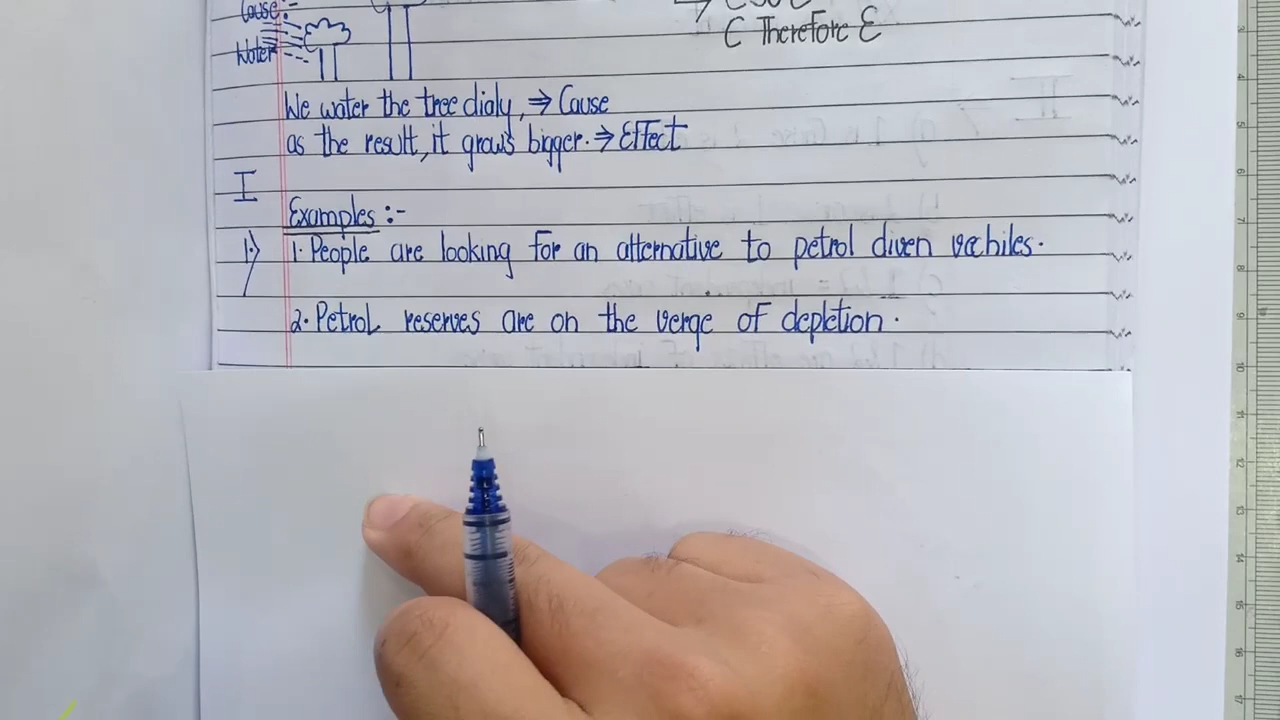 Cause:-
C Therefore E
Water
We water the tree dialy, ⇒ Cause
as the result, it grows bigger. ⇒ Effect
I
Examples :-
1.) 1. People are looking for an alternative to petrol diven vechiles.
2. Petrol reserves are on the verge of depletion.